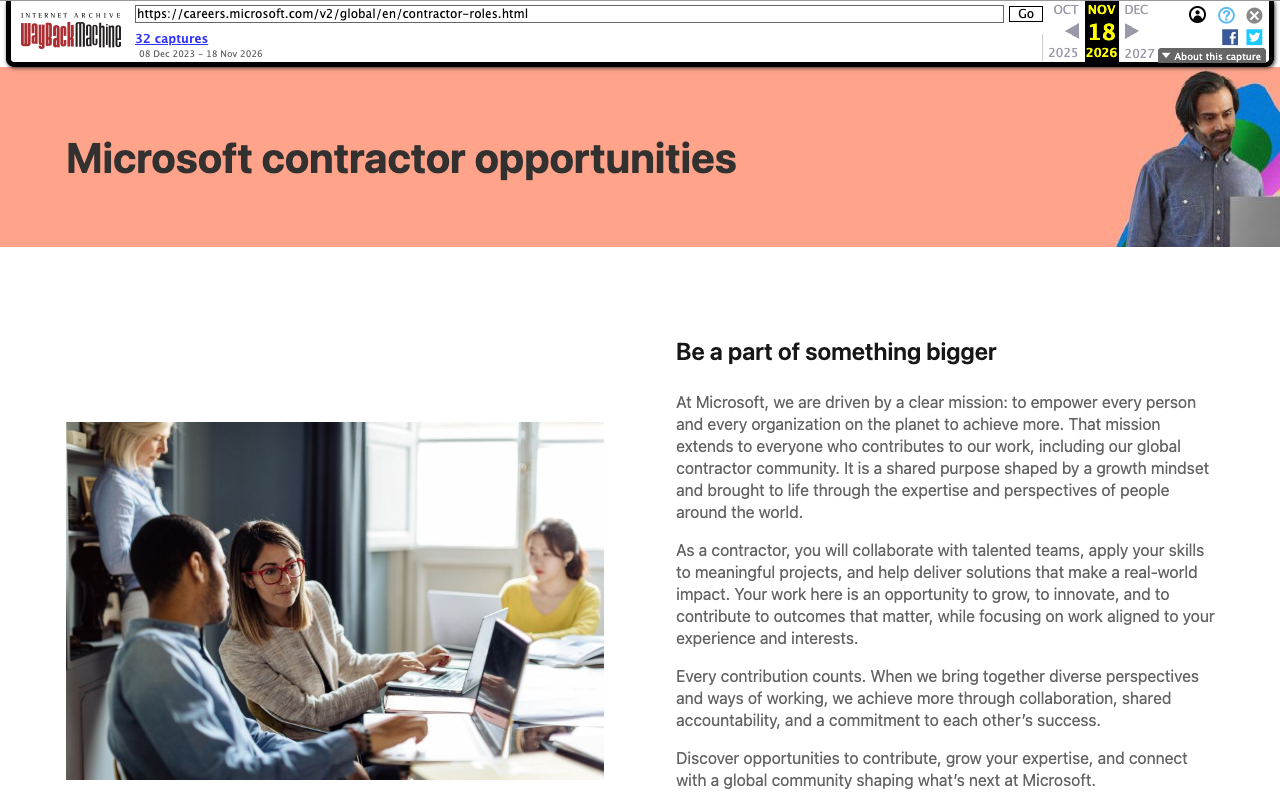 INTERNET ARCHIVE
WayBackMachine
https://careers.microsoft.com/v2/global/en/contractor-roles.html
Go
32 captures
08 Dec 2023 - 18 Nov 2026
OCT NOV DEC
18
2025 2026 2027
About this capture
Microsoft contractor opportunities
Be a part of something bigger
At Microsoft, we are driven by a clear mission: to empower every person
and every organization on the planet to achieve more. That mission
extends to everyone who contributes to our work, including our global
contractor community. It is a shared purpose shaped by a growth mindset
and brought to life through the expertise and perspectives of people
around the world.
As a contractor, you will collaborate with talented teams, apply your skills
to meaningful projects, and help deliver solutions that make a real-world
impact. Your work here is an opportunity to grow, to innovate, and to
contribute to outcomes that matter, while focusing on work aligned to your
experience and interests.
Every contribution counts. When we bring together diverse perspectives
and ways of working, we achieve more through collaboration, shared
accountability, and a commitment to each other’s success.
Discover opportunities to contribute, grow your expertise, and connect
with a global community shaping what’s next at Microsoft.